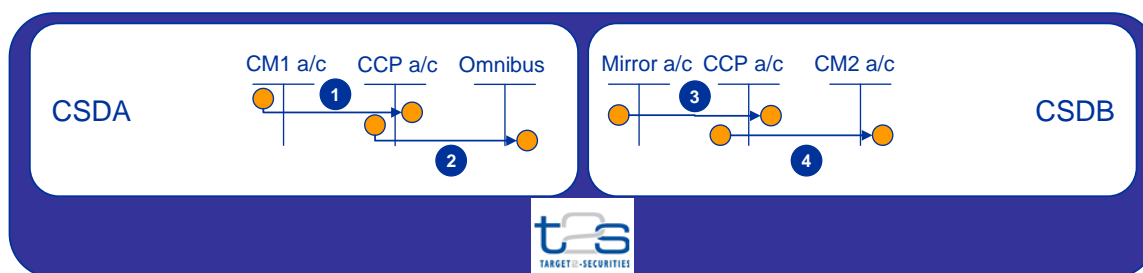 CM1 a/c CCP a/c Omnibus
Mirror a/c CCP a/c CM2 a/c
1
3
CSDA
CSDB
2
4
t2s
TARGET2-SECURITIES